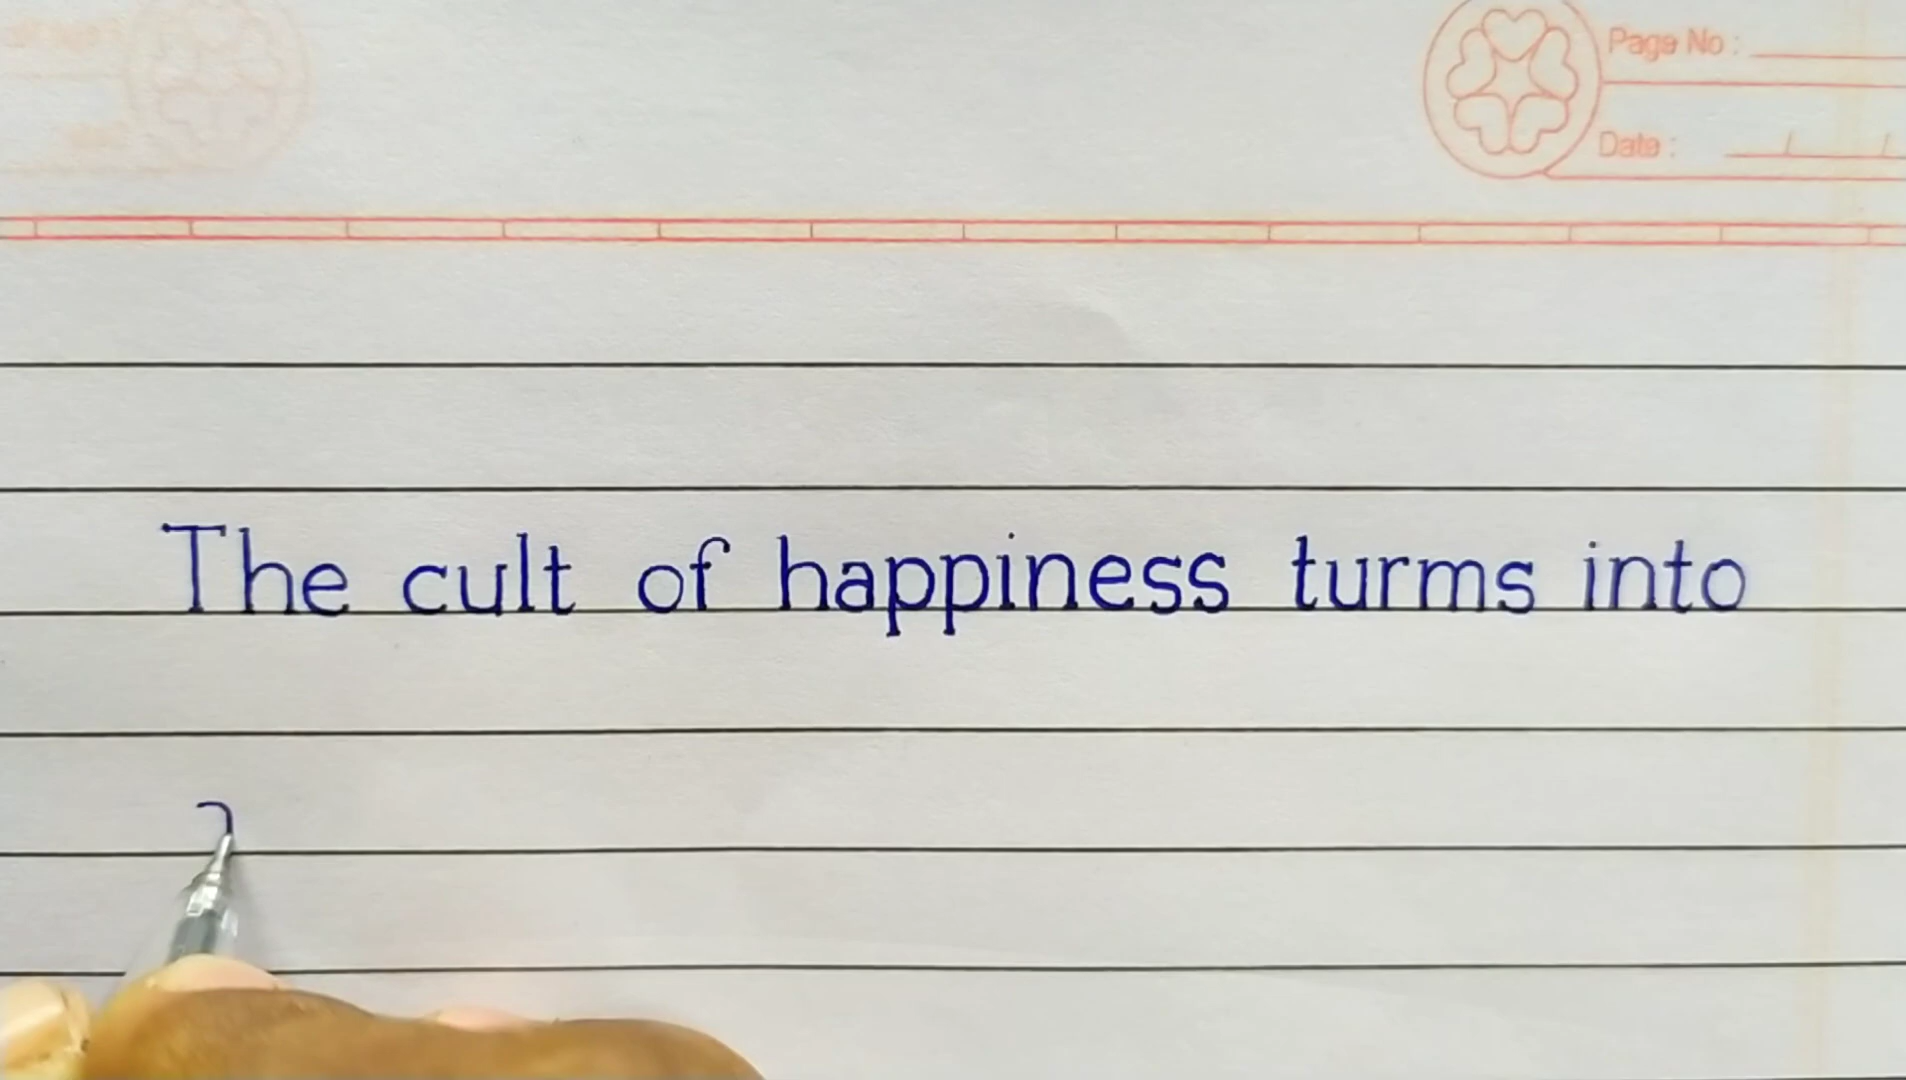 Page No :
Date :
The cult of happiness turms into